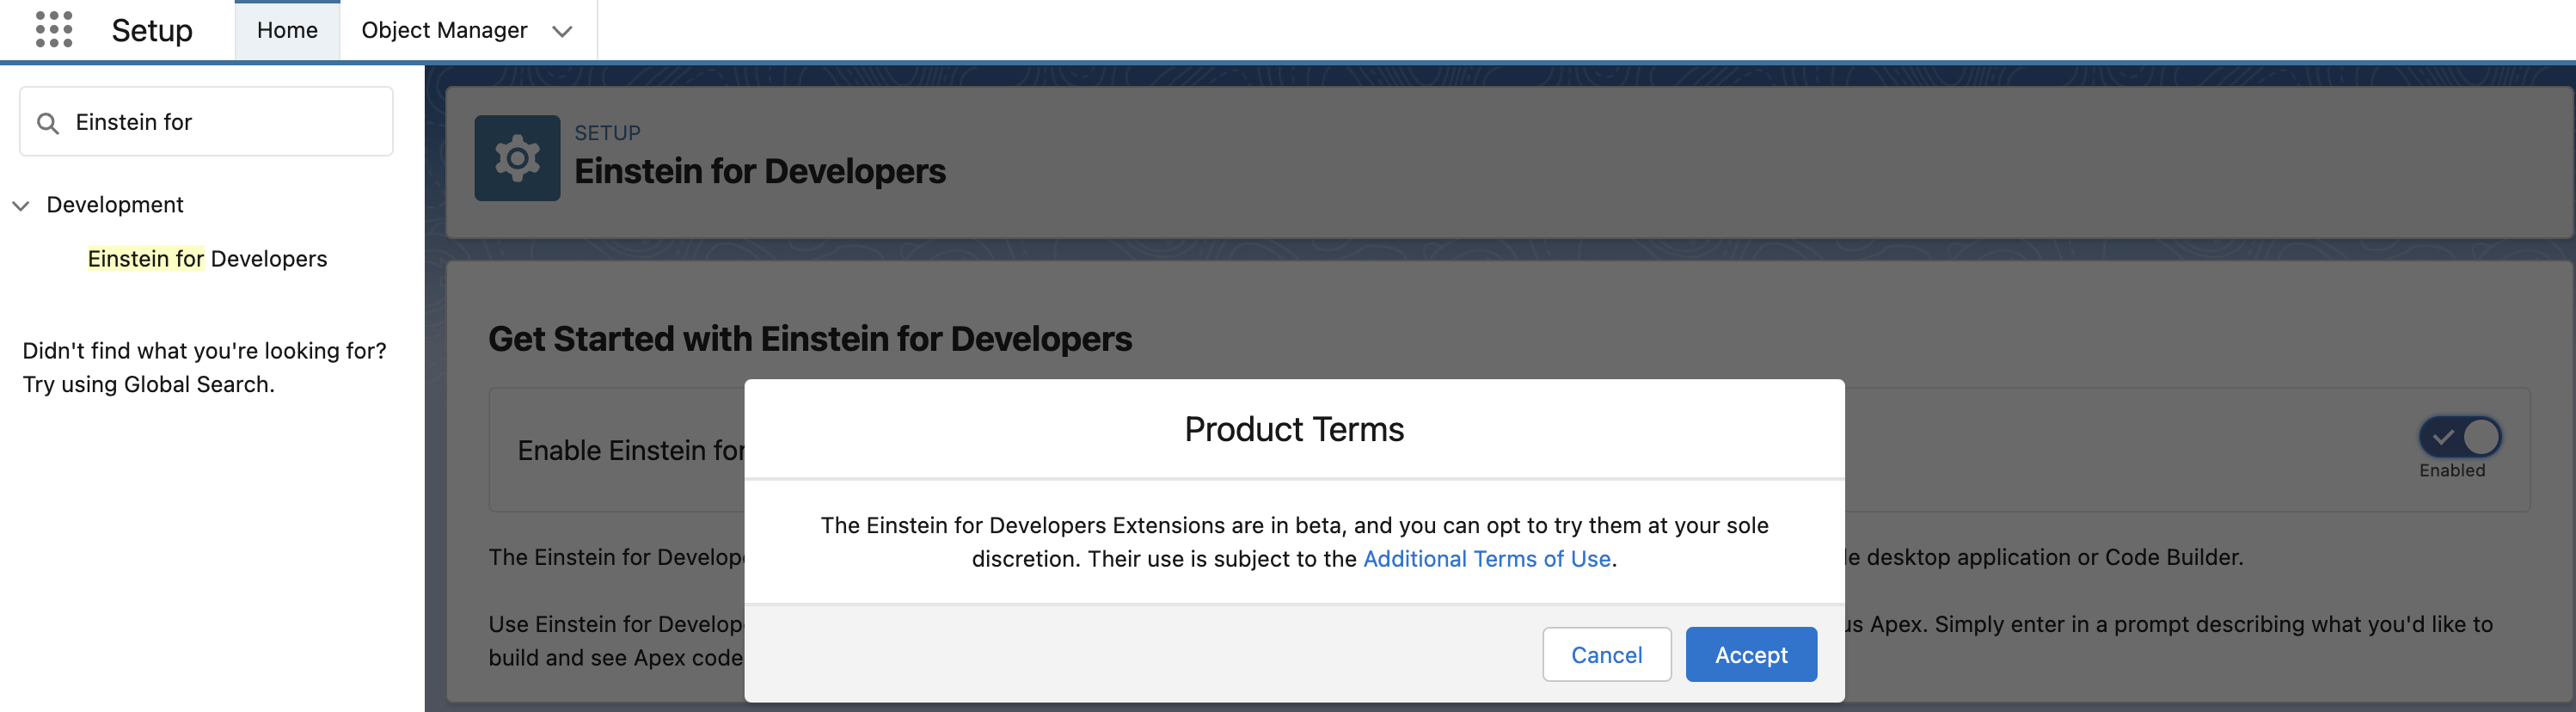 Setup
Home
Object Manager
Einstein for
Development
Einstein for Developers
Didn't find what you're looking for?
Try using Global Search.
SETUP
Einstein for Developers
Get Started with Einstein for Developers
Enable Einstein for
Enabled
The Einstein for
desktop application or Code Builder.
Use Einstein for
Apex. Simply enter in a prompt describing what you'd like to
build and see Apex code
Product Terms
The Einstein for Developers Extensions are in beta, and you can opt to try them at your sole
discretion. Their use is subject to the Additional Terms of Use.
Cancel
Accept